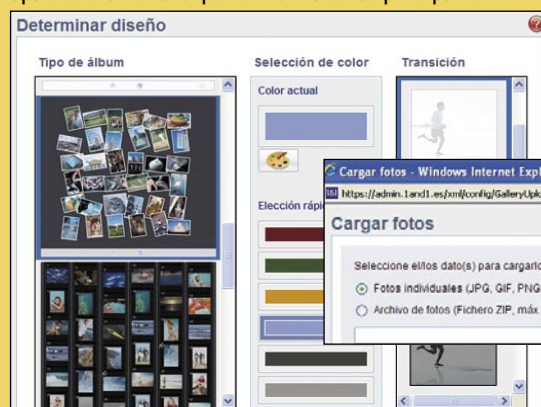 Determinar diseño
Tipo de álbum
Selección de color
Transición
Color actual
Elección rápi
Cargar fotos - Windows Internet Expl
https://admin.1and1.es/xml/config/GalleryUplo
Cargar fotos
Seleccione el/los dato(s) para cargarlo
Fotos individuales (JPG, GIF, PNG
Archivo de fotos (Fichero ZIP, máx.